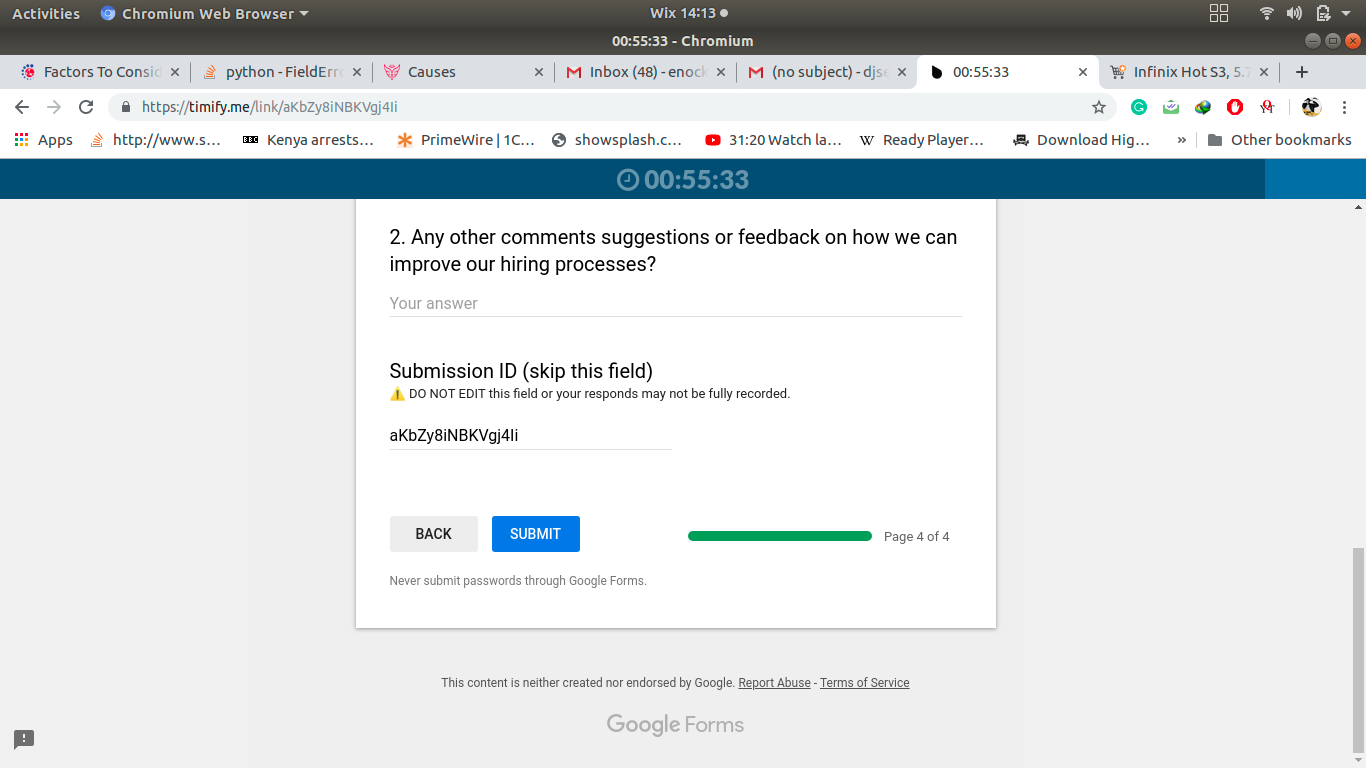 Activities Chromium Web Browser Wix 14:13
00:55:33 - Chromium
Factors To Consid python - FieldErro Causes Inbox (48) - enock (no subject) - djse 00:55:33 Infinix Hot S3, 5.7
https://timify.me/link/aKbZy8iNBKVgj4Ii
Apps http://www.s... Kenya arrests... PrimeWire | 1C... showsplash.c... 31:20 Watch la... Ready Player... Download Hig... » Other bookmarks
00:55:33
2. Any other comments suggestions or feedback on how we can
improve our hiring processes?
Your answer
Submission ID (skip this field)
⚠️ DO NOT EDIT this field or your responds may not be fully recorded.
aKbZy8iNBKVgj4Ii
BACK SUBMIT Page 4 of 4
Never submit passwords through Google Forms.
This content is neither created nor endorsed by Google. Report Abuse - Terms of Service
Google Forms